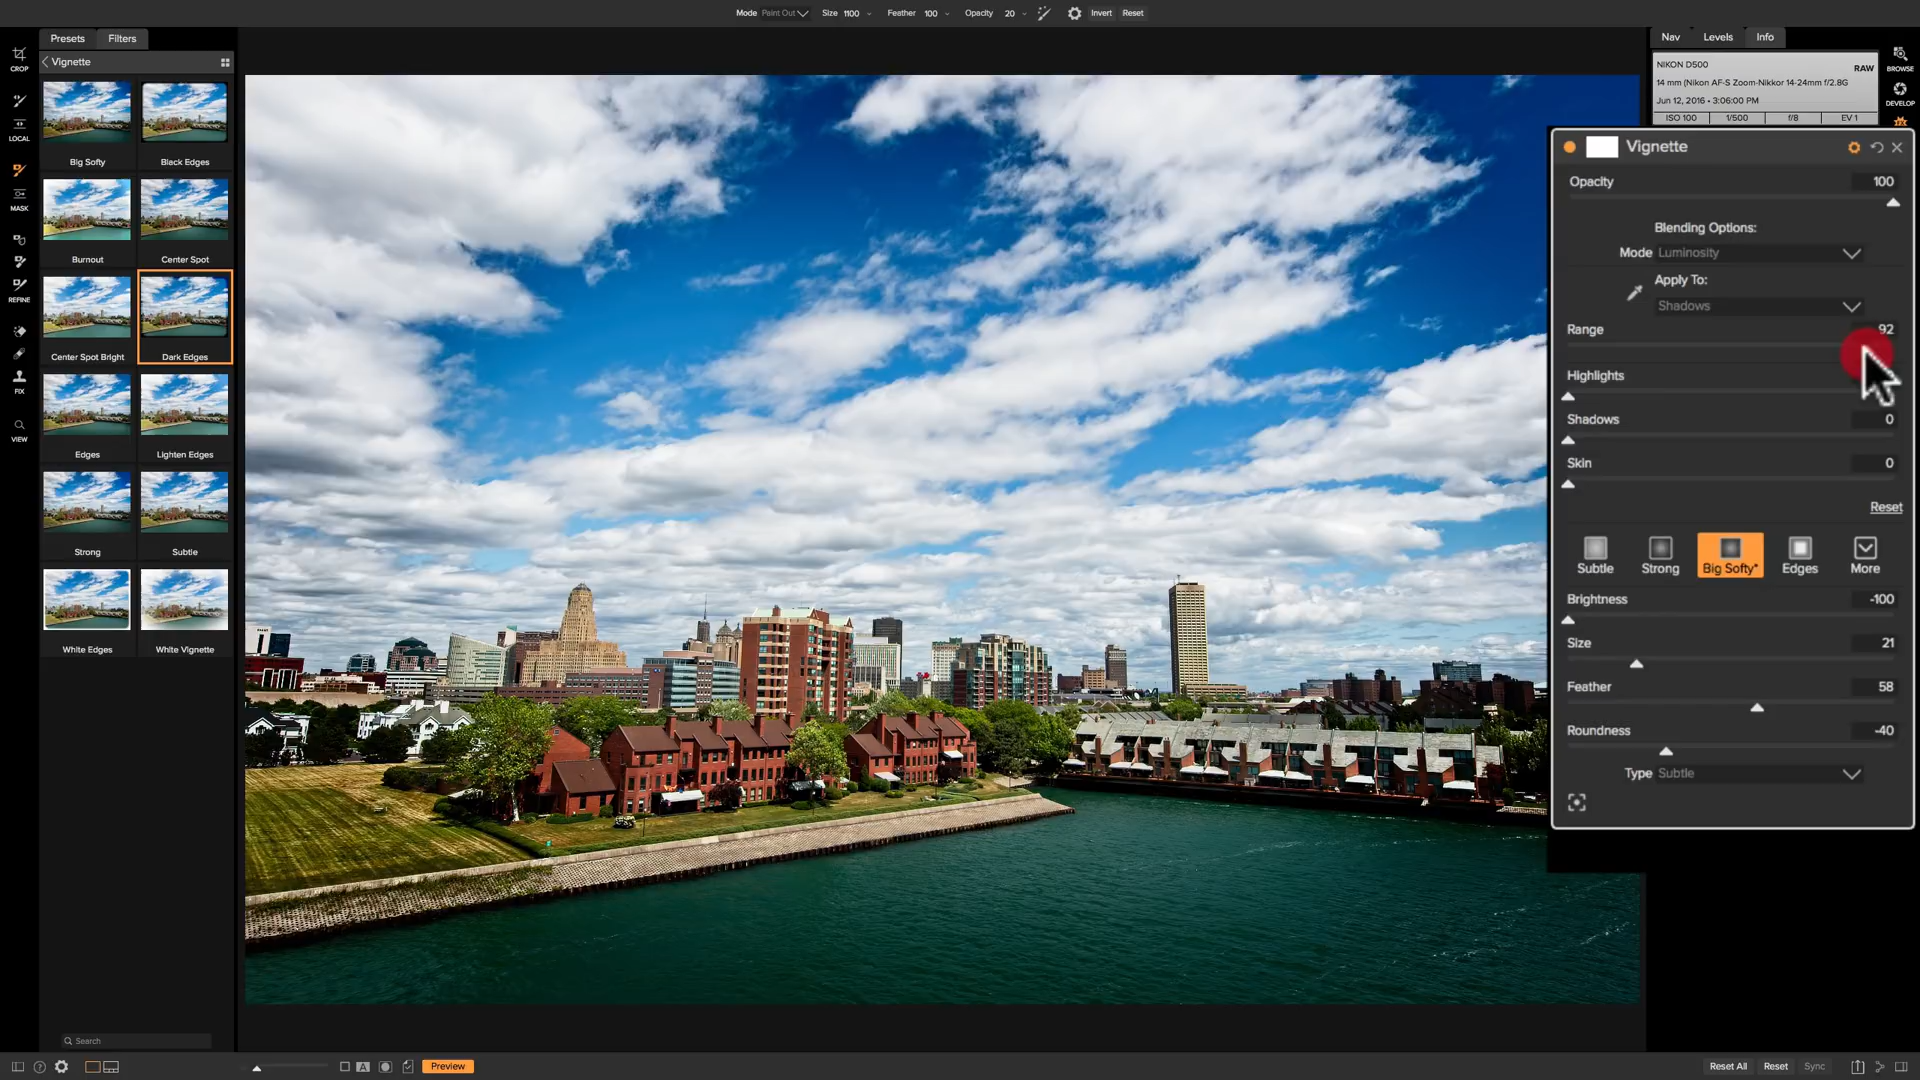 Mode Paint Out Size 1100 Feather 100 Opacity 20 Invert Reset
Presets Filters
Vignette
Big Softy Black Edges
Burnout Center Spot
Center Spot Bright Dark Edges
Edges Lighten Edges
Strong Subtle
White Edges White Vignette
Search
CROP
LOCAL
MASK
REFINE
FIX
VIEW
Nav Levels Info
NIKON D500 RAW
14 mm (Nikon AF-S Zoom-Nikkor 14-24mm f/2.8G
Jun 12, 2016 • 3:06:00 PM
ISO 100 1/500 f/8 EV 1
BROWSE
DEVELOP
Vignette
Opacity 100
Blending Options:
Mode Luminosity
Apply To:
Shadows
Range 92
Highlights
Shadows 0
Skin 0
Reset
Subtle Strong Big Softy* Edges More
Brightness -100
Size 21
Feather 58
Roundness -40
Type Subtle
? A Preview Reset All Reset Sync